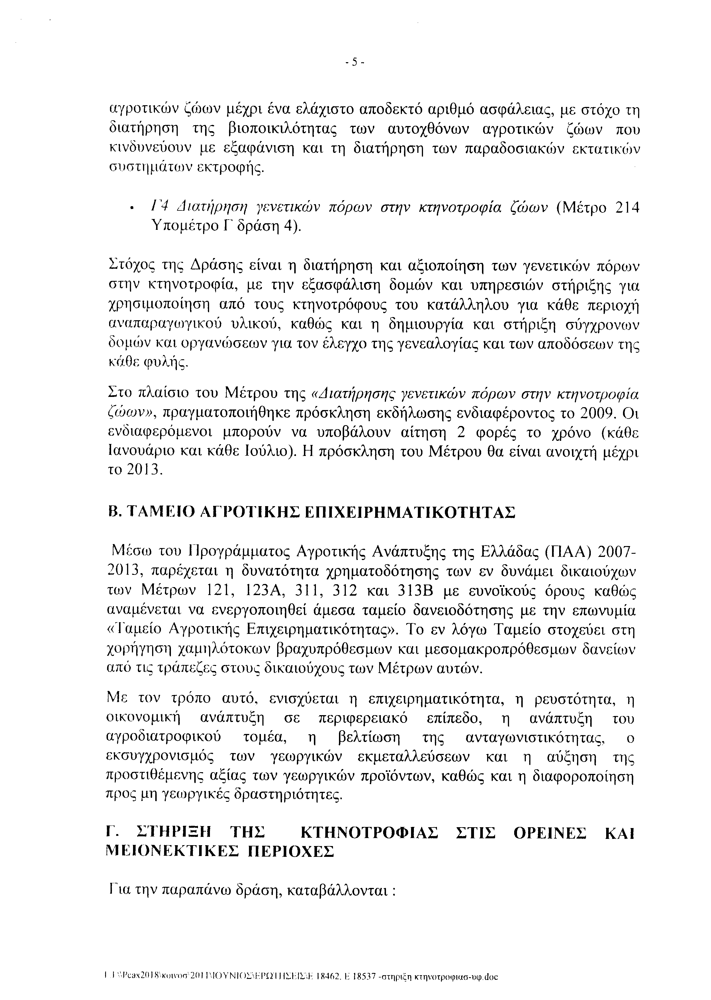 - 5 -
αγροτικών ζώων μέχρι ένα ελάχιστο αποδεκτό αριθμό ασφάλειας, με στόχο τη
διατήρηση της βιοποικιλότητας των αυτοχθόνων αγροτικών ζώων που
κινδυνεύουν με εξαφάνιση και τη διατήρηση των παραδοσιακών εκτατικών
συστημάτων εκτροφής.
• Γ4 Διατήρηση γενετικών πόρων στην κτηνοτροφία ζώων (Μέτρο 214
Υπομέτρο Γ δράση 4).
Στόχος της Δράσης είναι η διατήρηση και αξιοποίηση των γενετικών πόρων
στην κτηνοτροφία, με την εξασφάλιση δομών και υπηρεσιών στήριξης για
χρησιμοποίηση από τους κτηνοτρόφους του κατάλληλου για κάθε περιοχή
αναπαραγωγικού υλικού, καθώς και η δημιουργία και στήριξη σύγχρονων
δομών και οργανώσεων για τον έλεγχο της γενεαλογίας και των αποδόσεων της
κάθε φυλής.
Στο πλαίσιο του Μέτρου της «Διατήρησης γενετικών πόρων στην κτηνοτροφία
ζώων», πραγματοποιήθηκε πρόσκληση εκδήλωσης ενδιαφέροντος το 2009. Οι
ενδιαφερόμενοι μπορούν να υποβάλουν αίτηση 2 φορές το χρόνο (κάθε
Ιανουάριο και κάθε Ιούλιο). Η πρόσκληση του Μέτρου θα είναι ανοιχτή μέχρι
το 2013.
Β. ΤΑΜΕΙΟ ΑΓΡΟΤΙΚΗΣ ΕΠΙΧΕΙΡΗΜΑΤΙΚΟΤΗΤΑΣ
Μέσω του Προγράμματος Αγροτικής Ανάπτυξης της Ελλάδας (ΠΑΑ) 2007-
2013, παρέχεται η δυνατότητα χρηματοδότησης των εν δυνάμει δικαιούχων
των Μέτρων 121, 123Α, 311, 312 και 313Β με ευνοϊκούς όρους καθώς
αναμένεται να ενεργοποιηθεί άμεσα ταμείο δανειοδότησης με την επωνυμία
«Ταμείο Αγροτικής Επιχειρηματικότητας». Το εν λόγω Ταμείο στοχεύει στη
χορήγηση χαμηλότοκων βραχυπρόθεσμων και μεσομακροπρόθεσμων δανείων
από τις τράπεζες στους δικαιούχους των Μέτρων αυτών.
Με τον τρόπο αυτό, ενισχύεται η επιχειρηματικότητα, η ρευστότητα, η
οικονομική ανάπτυξη σε περιφερειακό επίπεδο, η ανάπτυξη του
αγροδιατροφικού τομέα, η βελτίωση της ανταγωνιστικότητας, ο
εκσυγχρονισμός των γεωργικών εκμεταλλεύσεων και η αύξηση της
προστιθέμενης αξίας των γεωργικών προϊόντων, καθώς και η διαφοροποίηση
προς μη γεωργικές δραστηριότητες.
Γ. ΣΤΗΡΙΞΗ ΤΗΣ ΚΤΗΝΟΤΡΟΦΙΑΣ ΣΤΙΣ ΟΡΕΙΝΕΣ ΚΑΙ
ΜΕΙΟΝΕΚΤΙΚΕΣ ΠΕΡΙΟΧΕΣ
Για την παραπάνω δράση, καταβάλλονται :
\\Pcax2018\κοινοσ\2011\ΙΟΥΝΙΟΣ\ΕΡΩΤΗΣΕΙΣ\Ε 18462, Ε 18537 -στηριξη κτηνοτροφιασ-υφ.doc